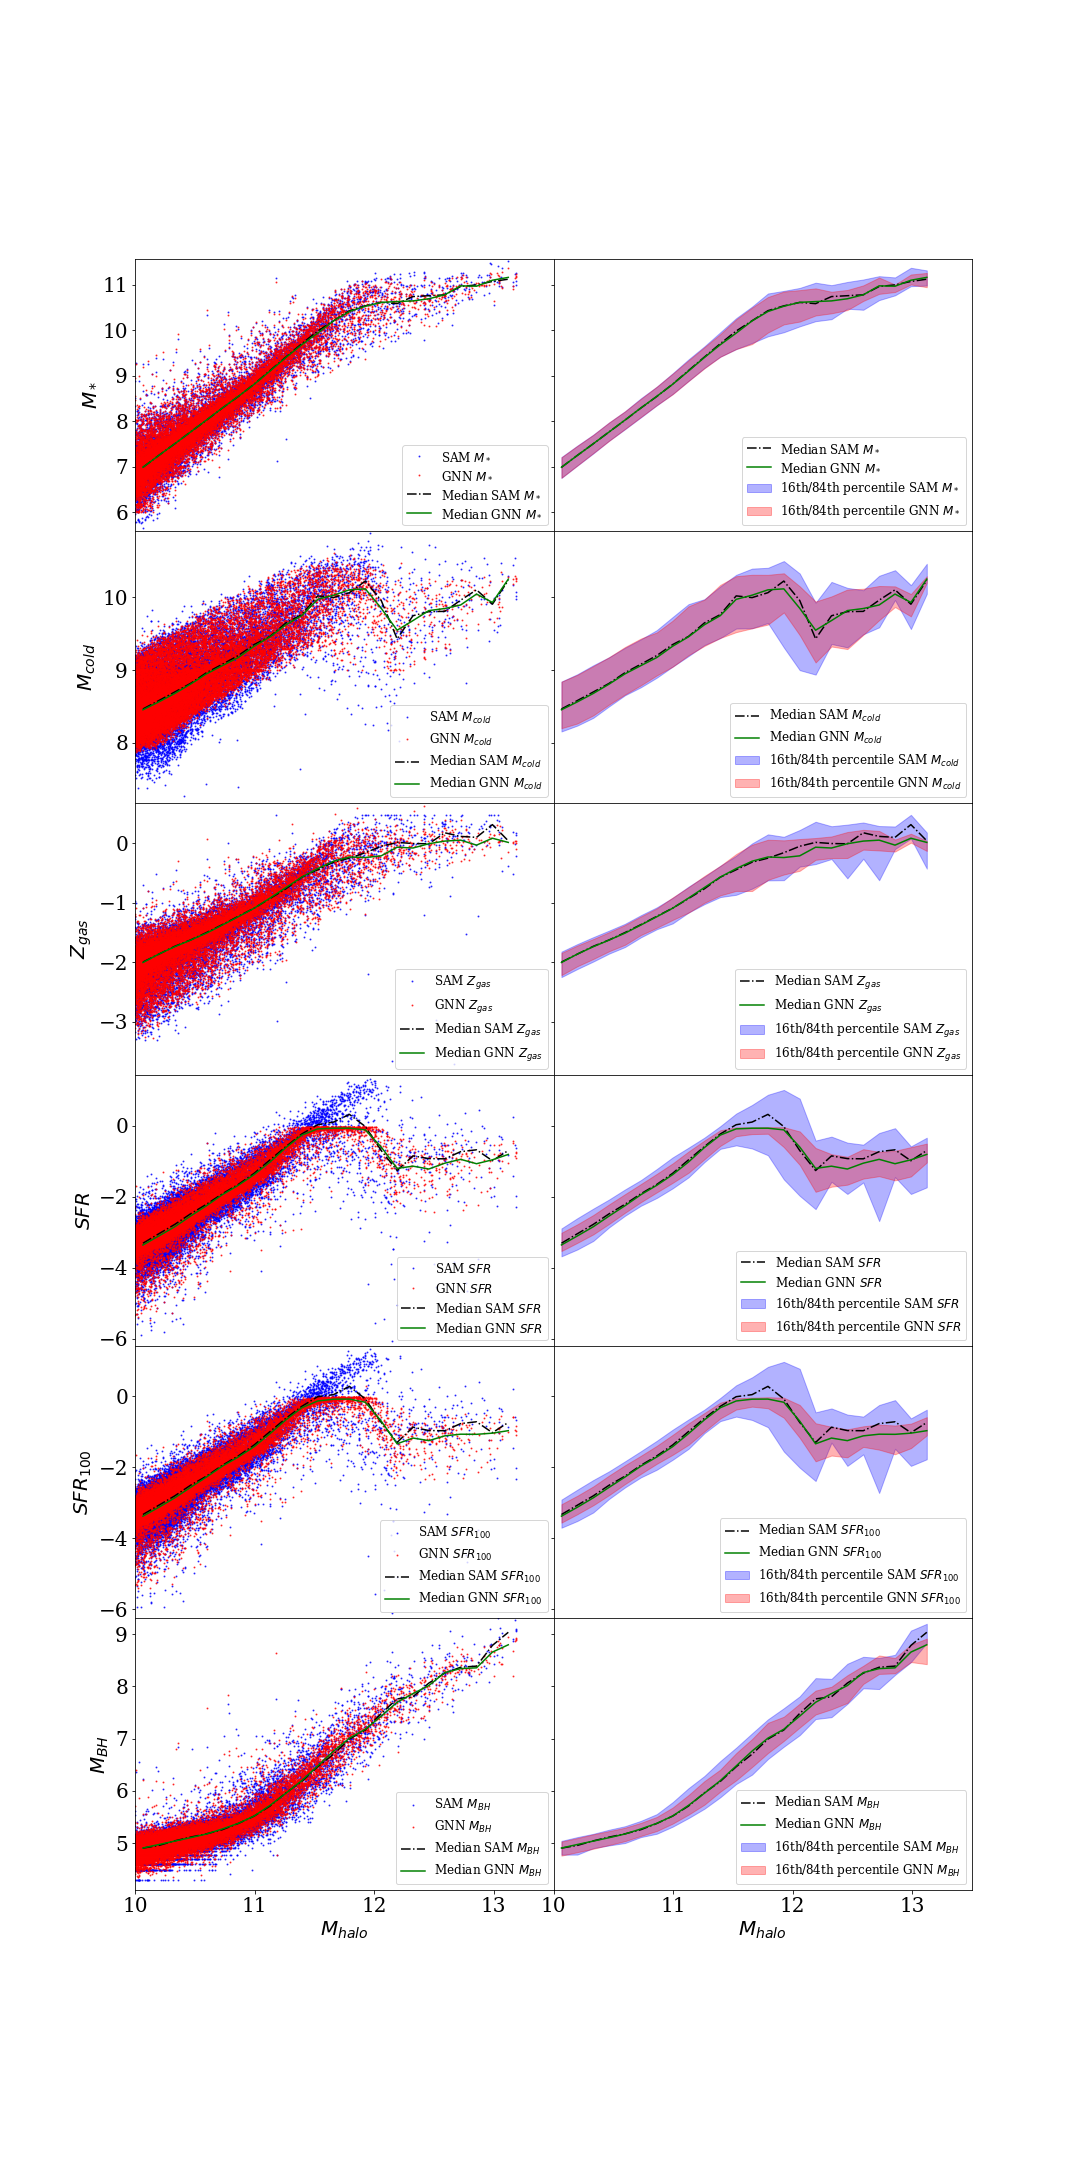 11
10
9
8
7
6
M*
SAM M*
GNN M*
Median SAM M*
Median GNN M*
Median SAM M*
Median GNN M*
16th/84th percentile SAM M*
16th/84th percentile GNN M*
10
9
8
Mcold
SAM Mcold
GNN Mcold
Median SAM Mcold
Median GNN Mcold
Median SAM Mcold
Median GNN Mcold
16th/84th percentile SAM Mcold
16th/84th percentile GNN Mcold
0
−1
−2
−3
Zgas
SAM Zgas
GNN Zgas
Median SAM Zgas
Median GNN Zgas
Median SAM Zgas
Median GNN Zgas
16th/84th percentile SAM Zgas
16th/84th percentile GNN Zgas
0
−2
−4
−6
SFR
SAM SFR
GNN SFR
Median SAM SFR
Median GNN SFR
Median SAM SFR
Median GNN SFR
16th/84th percentile SAM SFR
16th/84th percentile GNN SFR
0
−2
−4
−6
SFR100
SAM SFR100
GNN SFR100
Median SAM SFR100
Median GNN SFR100
Median SAM SFR100
Median GNN SFR100
16th/84th percentile SAM SFR100
16th/84th percentile GNN SFR100
9
8
7
6
5
MBH
SAM MBH
GNN MBH
Median SAM MBH
Median GNN MBH
Median SAM MBH
Median GNN MBH
16th/84th percentile SAM MBH
16th/84th percentile GNN MBH
10 11 12 13 10 11 12 13
Mhalo Mhalo